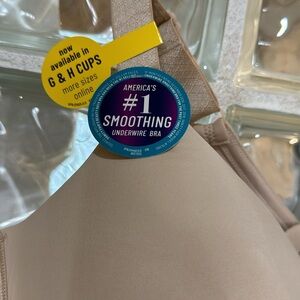 now
available in
G & H CUPS
more sizes
online
AMERICA'S
#1
SMOOTHING
UNDERWIRE BRA